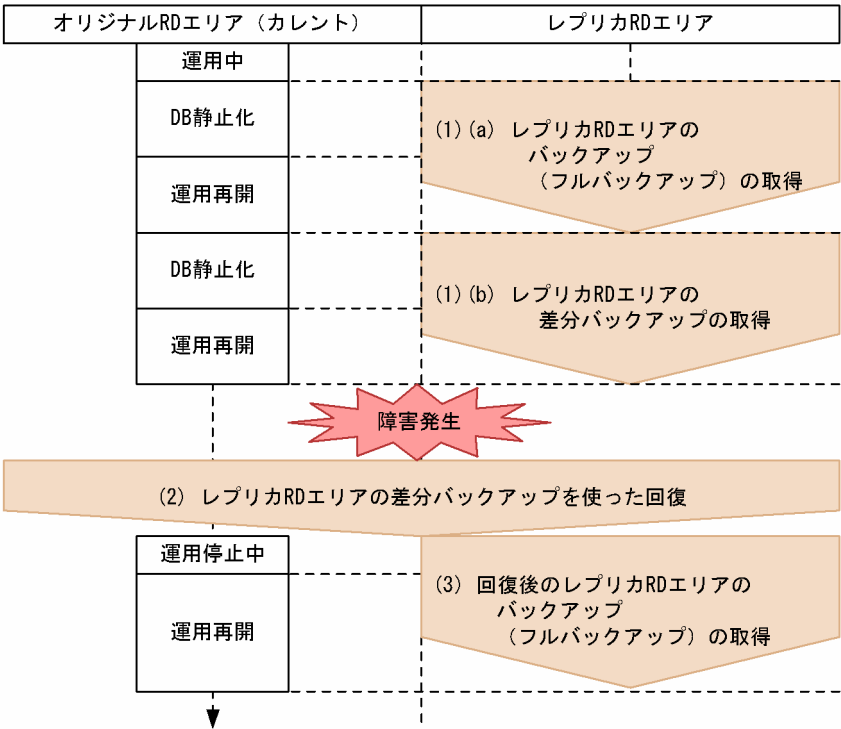 オリジナルRDエリア（カレント）
レプリカRDエリア
運用中
DB静止化
(1)(a) レプリカRDエリアの
バックアップ
（フルバックアップ）の取得
運用再開
DB静止化
(1)(b) レプリカRDエリアの
差分バックアップの取得
運用再開
障害発生
(2) レプリカRDエリアの差分バックアップを使った回復
運用停止中
(3) 回復後のレプリカRDエリアの
バックアップ
（フルバックアップ）の取得
運用再開